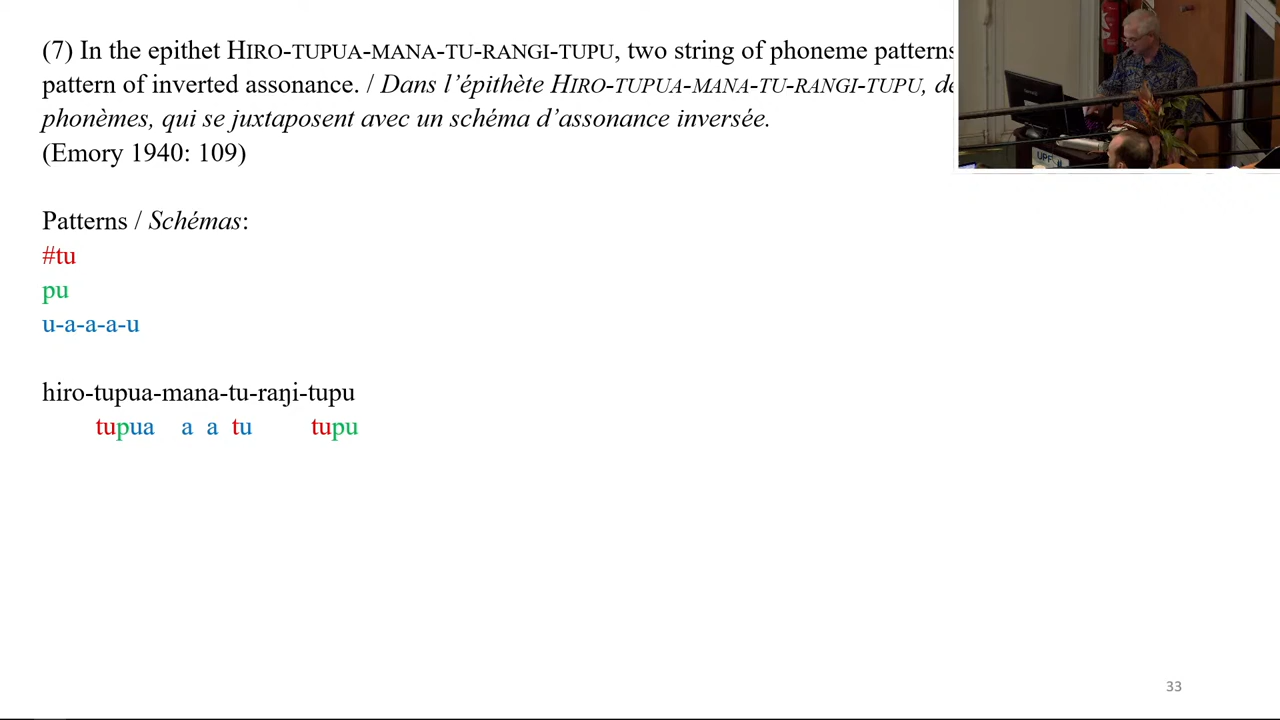 (7) In the epithet HIRO-TUPUA-MANA-TU-RANGI-TUPU, two string of phoneme patterns
pattern of inverted assonance. / Dans l’épithète HIRO-TUPUA-MANA-TU-RANGI-TUPU, de
phonèmes, qui se juxtaposent avec un schéma d’assonance inversée.
(Emory 1940: 109)
Patterns / Schémas:
#tu
pu
u-a-a-a-u
hiro-tupua-mana-tu-raŋi-tupu
tupua a a tu tupu
33